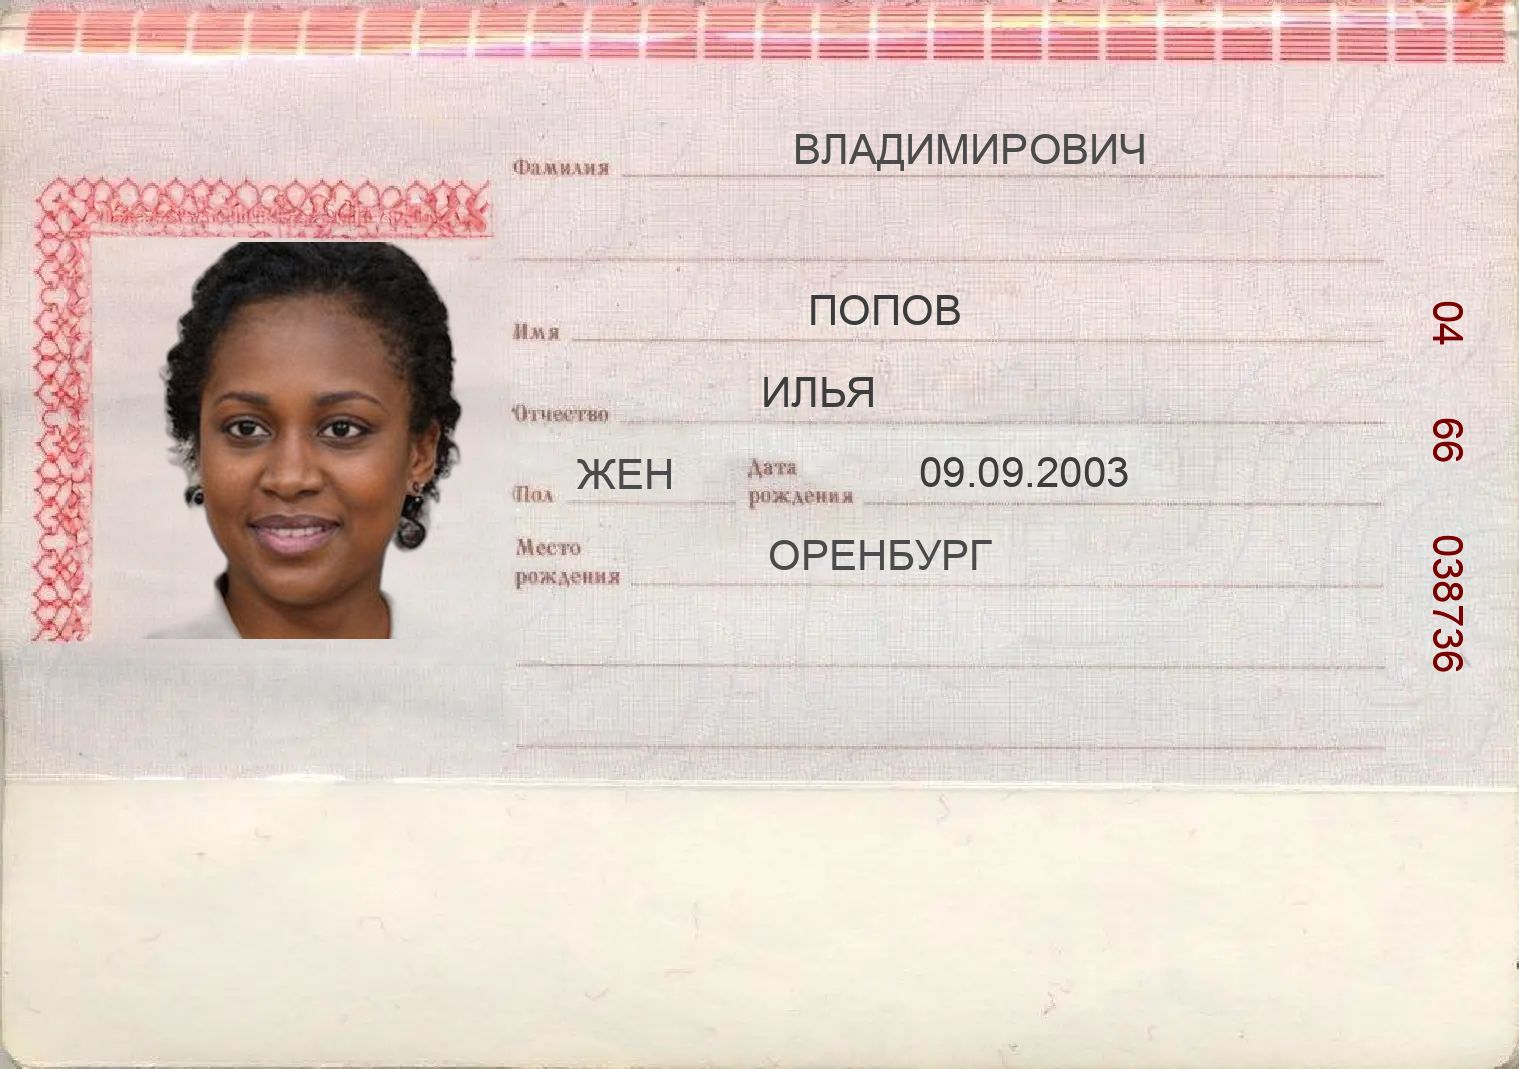 Фамилия ВЛАДИМИРОВИЧ
Имя ПОПОВ
Отчество ИЛЬЯ
Пол ЖЕН Дата рождения 09.09.2003
Место рождения ОРЕНБУРГ
04 66 038736